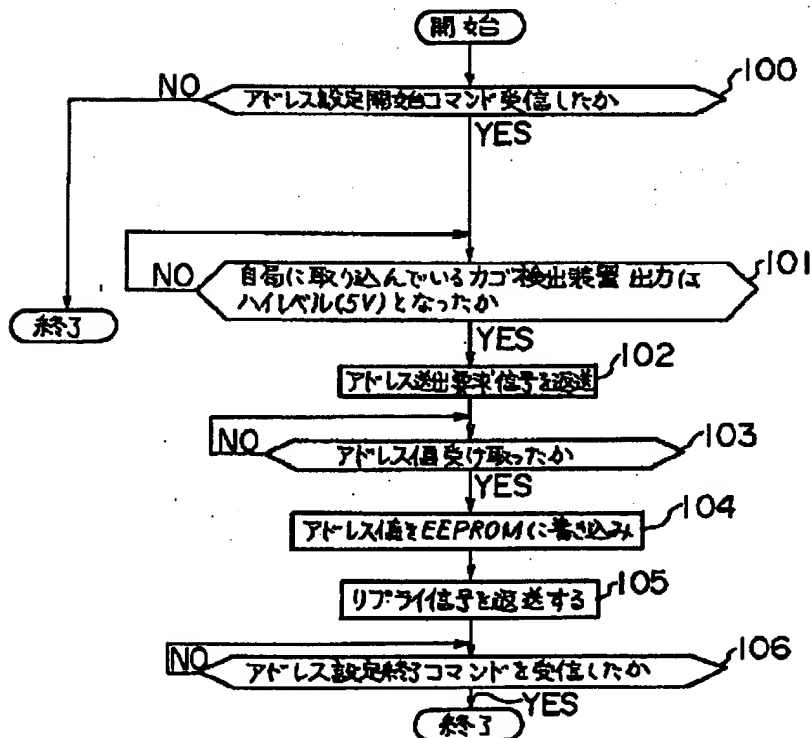 開始
100
NO
アドレス設定開始コマンド受信したか
YES
101
NO
自局に取り込んでいるカゴ検出装置出力は
ハイレベル(5V)となったか
終了
YES
102
アドレス送出要求信号を返送
NO
103
アドレス値受け取ったか
YES
104
アドレス値をEEPROMに書き込み
105
リプライ信号を返送する
106
NO
アドレス設定終了コマンドを受信したか
YES
終了